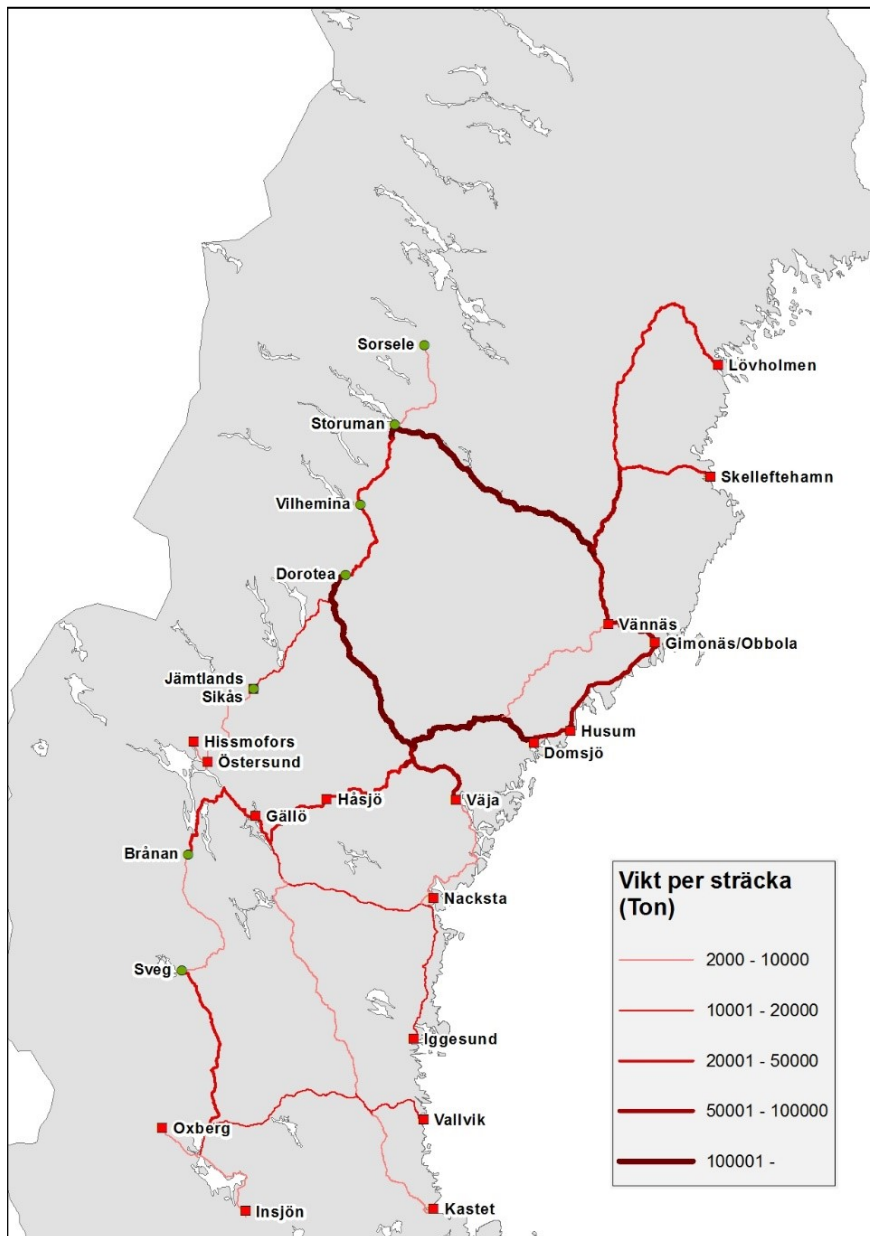 Sorsele
Lövholmen
Storuman
Skelleftehamn
Vilhemina
Dorotea
Vännäs
Gimonäs/Obbola
Jämtlands
Sikås
Husum
Hissmofors
Domsjö
Östersund
Håsjö
Väja
Gällö
Brånan
Nacksta
Sveg
Iggesund
Vallvik
Oxberg
Insjön
Kastet
Vikt per sträcka
(Ton)
2000 - 10000
10001 - 20000
20001 - 50000
50001 - 100000
100001 -